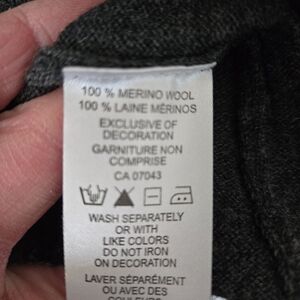 100 % MERINO WOOL
100 % LAINE MÉRINOS
EXCLUSIVE OF
DECORATION
GARNITURE NON
COMPRISE
CA 07043
WASH SEPARATELY
OR WITH
LIKE COLORS
DO NOT IRON
ON DECORATION
LAVER SÉPARÉMENT
OU AVEC DES
COULEURS